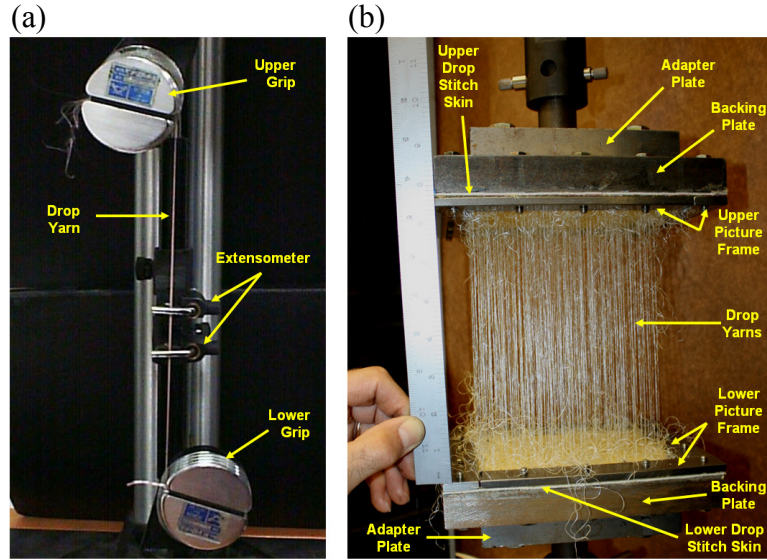 (a)
(b)
Upper
Grip
Drop
Yarn
Extensometer
Lower
Grip
Upper
Drop
Stitch
Skin
Adapter
Plate
Backing
Plate
Upper
Picture
Frame
Drop
Yarns
Lower
Picture
Frame
Backing
Plate
Lower Drop
Stitch Skin
Adapter
Plate